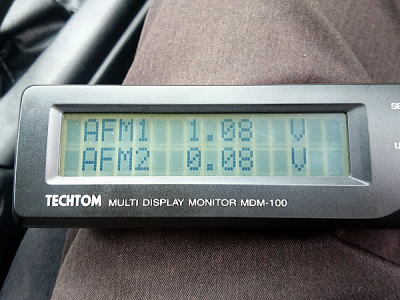 AFM1 1.08 V
AFM2 0.08 V
TECHTOM MULTI DISPLAY MONITOR MDM-100